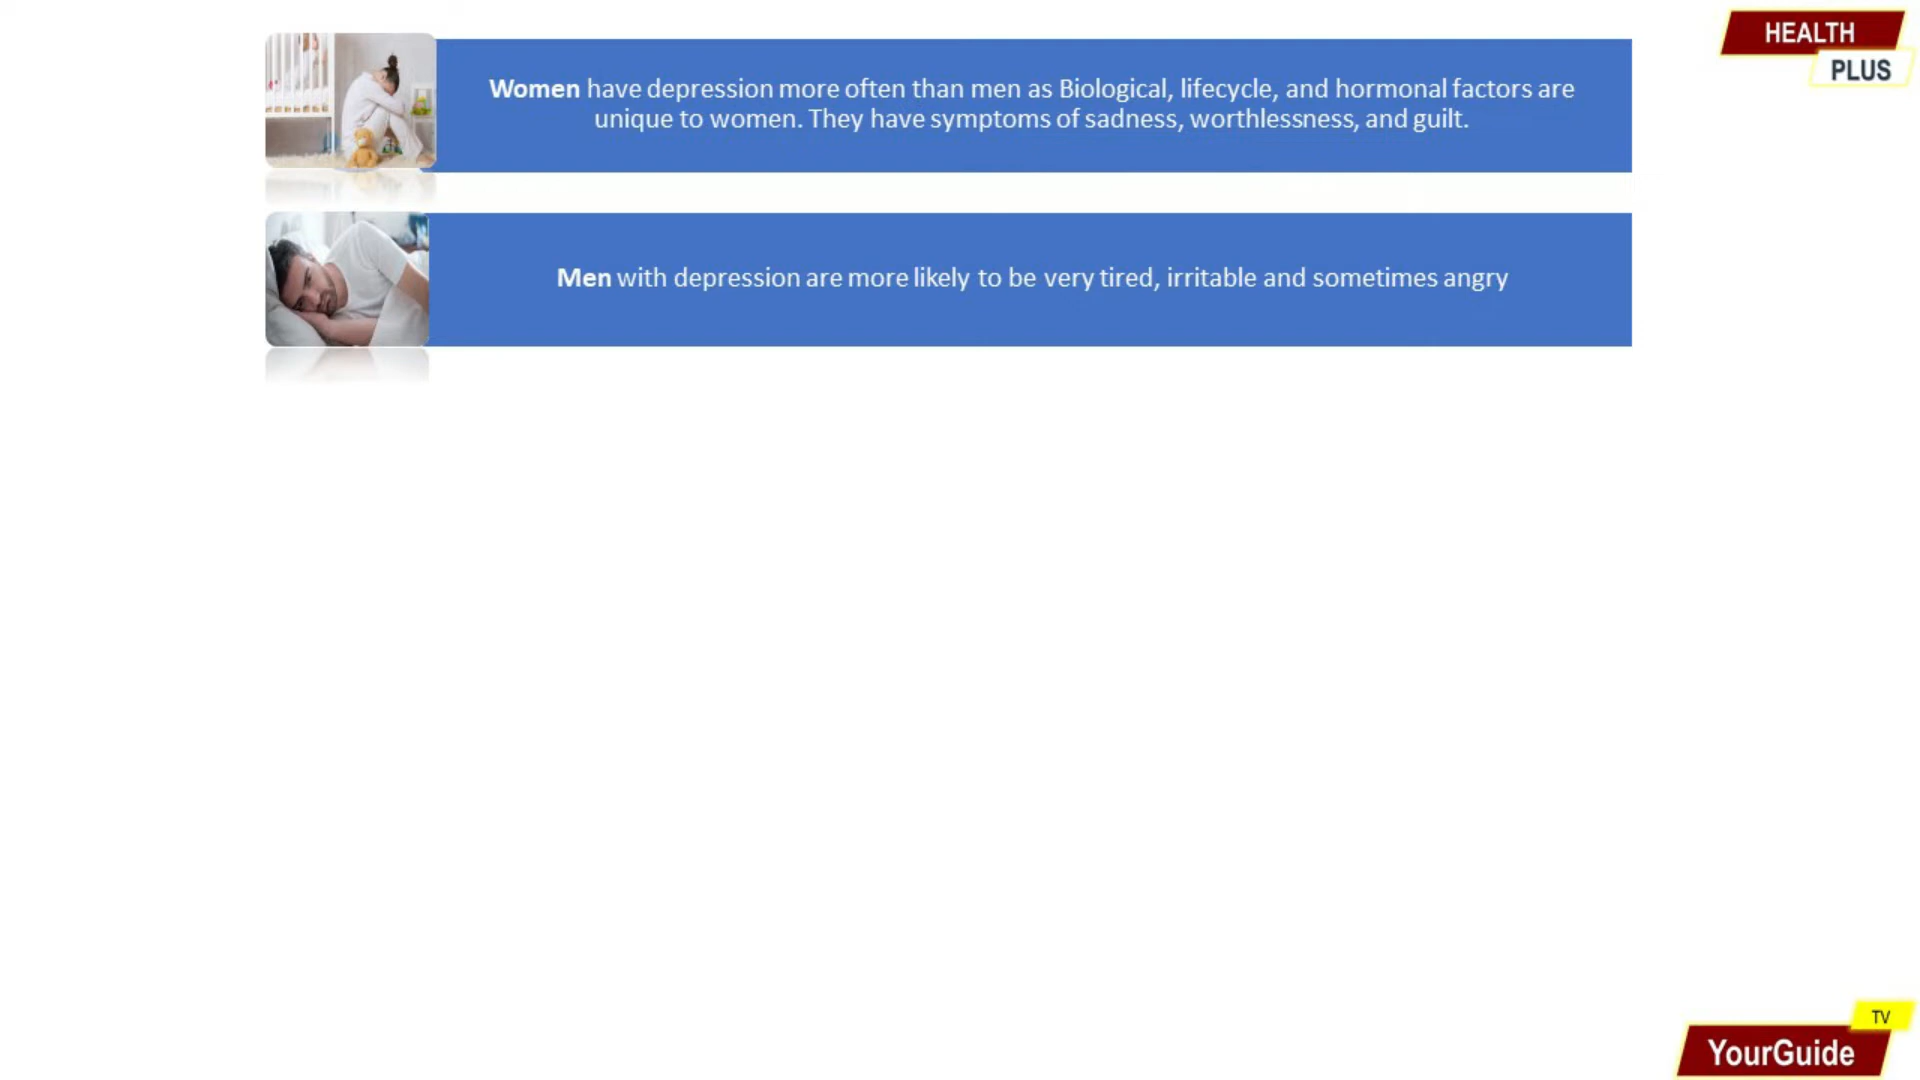 HEALTH
PLUS
Women have depression more often than men as Biological, lifecycle, and hormonal factors are
unique to women. They have symptoms of sadness, worthlessness, and guilt.
Men with depression are more likely to be very tired, irritable and sometimes angry
TV
YourGuide